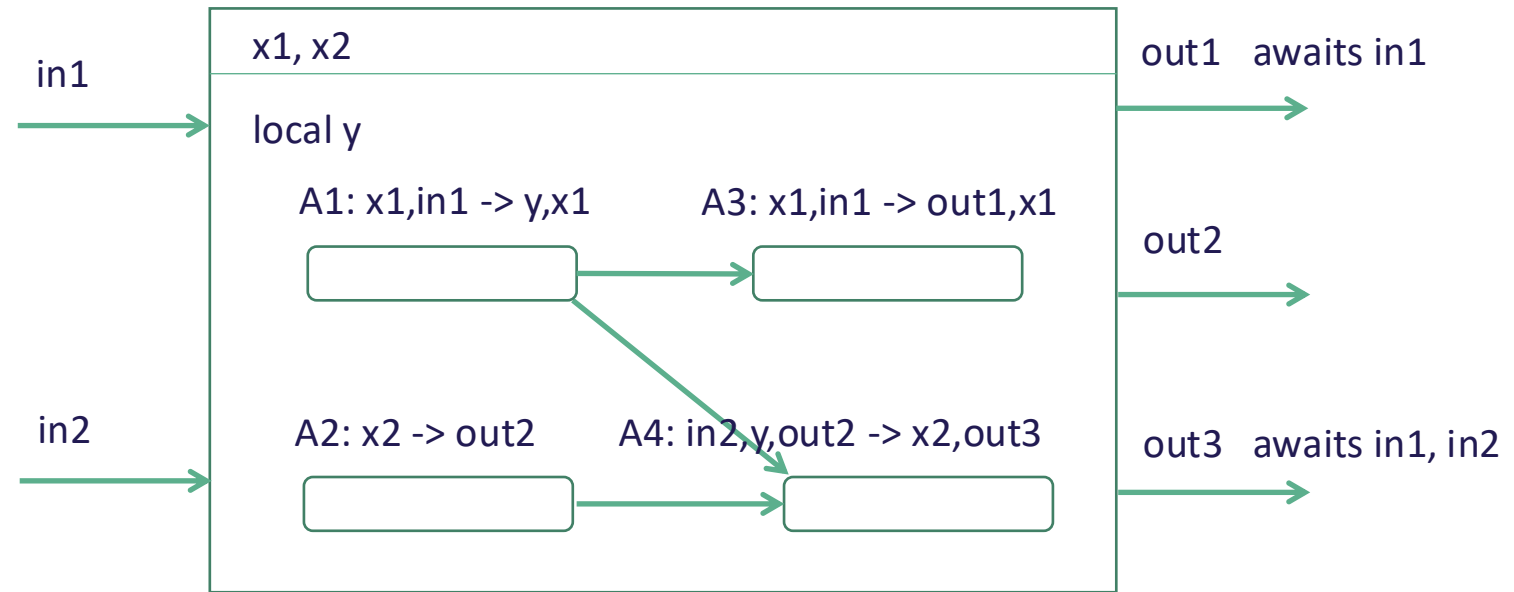 x1, x2
in1
out1 awaits in1
local y
A1: x1,in1 -> y,x1
A3: x1,in1 -> out1,x1
out2
in2
A2: x2 -> out2
A4: in2,y,out2 -> x2,out3
out3 awaits in1, in2